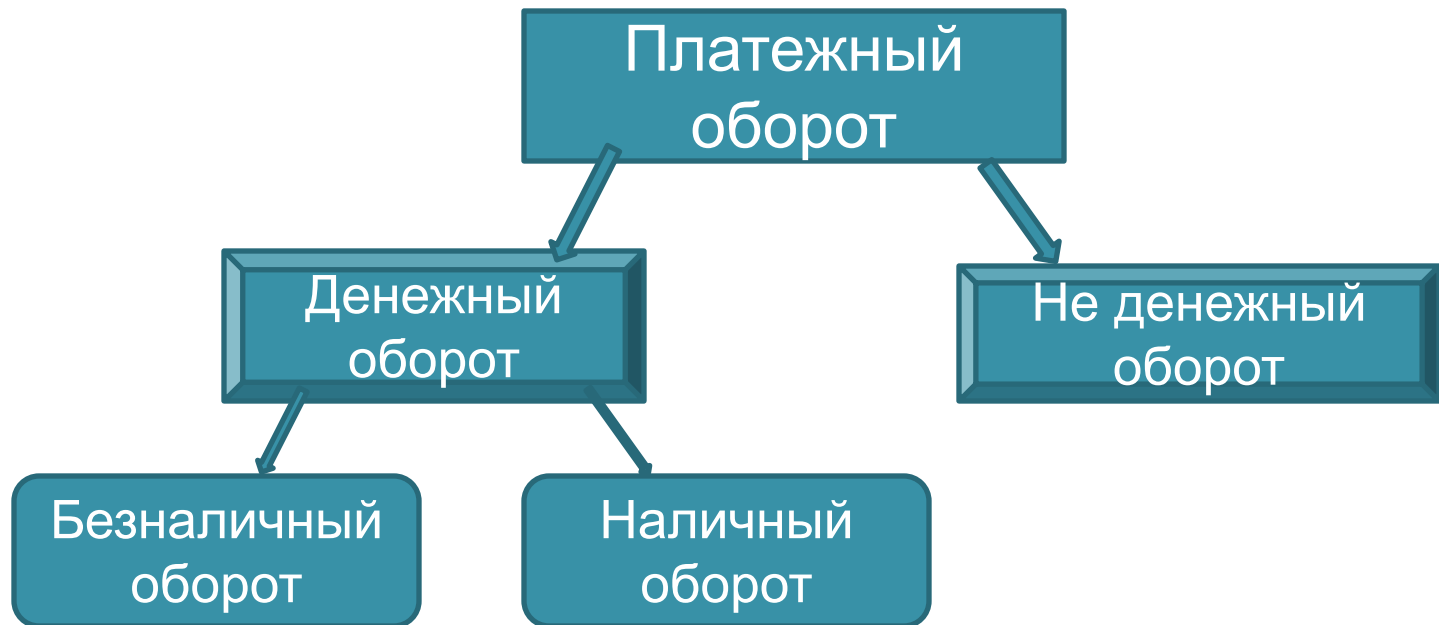 Платежный
оборот
Денежный
оборот
Не денежный
оборот
Безналичный
оборот
Наличный
оборот